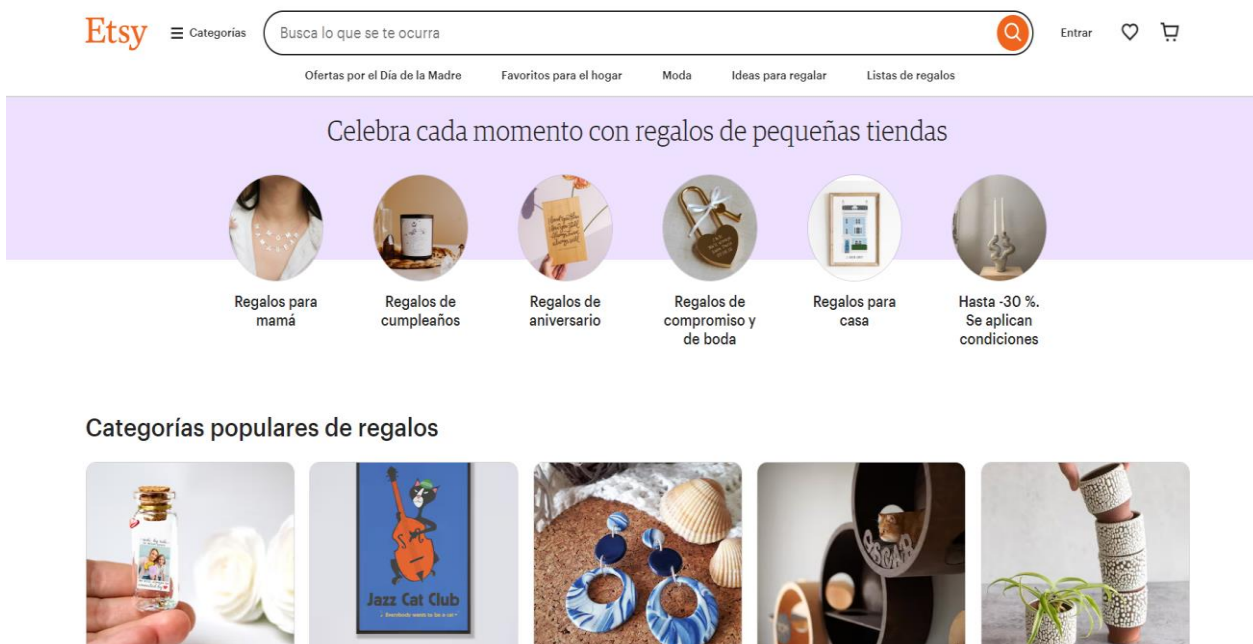 Etsy
Categorías
Busca lo que se te ocurra
Entrar
Ofertas por el Día de la Madre
Favoritos para el hogar
Moda
Ideas para regalar
Listas de regalos
Celebra cada momento con regalos de pequeñas tiendas
Regalos para
mamá
Regalos de
cumpleaños
Regalos de
aniversario
Regalos de
compromiso y
de boda
Regalos para
casa
Hasta -30 %.
Se aplican
condiciones
Categorías populares de regalos
Jazz Cat Club
OSCAR